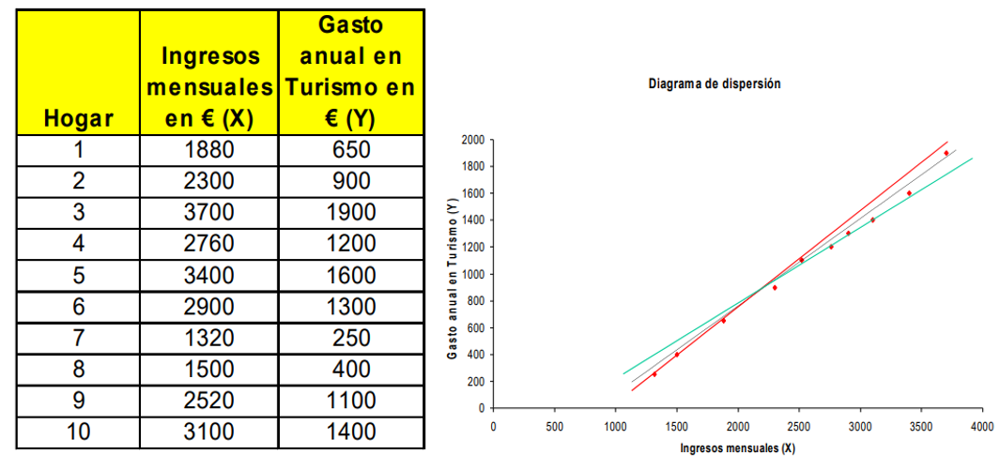 Hogar Ingresos mensuales en € (X) Gasto anual en Turismo en € (Y)
1 1880 650
2 2300 900
3 3700 1900
4 2760 1200
5 3400 1600
6 2900 1300
7 1320 250
8 1500 400
9 2520 1100
10 3100 1400
Diagrama de dispersión
Gasto anual en Turismo (Y)
2000
1800
1600
1400
1200
1000
800
600
400
200
0
0 500 1000 1500 2000 2500 3000 3500 4000
Ingresos mensuales (X)